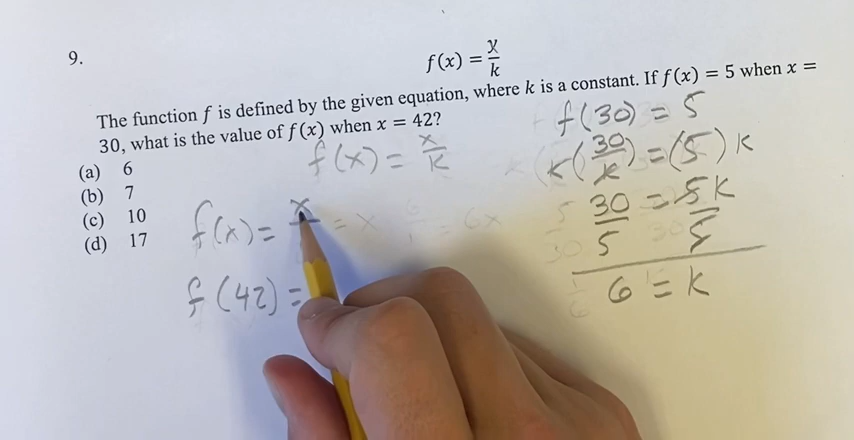 9.
f(x) = y/k
The function f is defined by the given equation, where k is a constant. If f(x) = 5 when x =
30, what is the value of f(x) when x = 42?
(a) 6
(b) 7
(c) 10
(d) 17
f(x) = x/k
f(x) = x
f(42) =
f(30) = 5
k(30/k) = (5)k
30/5 = 5k/5
6 = k